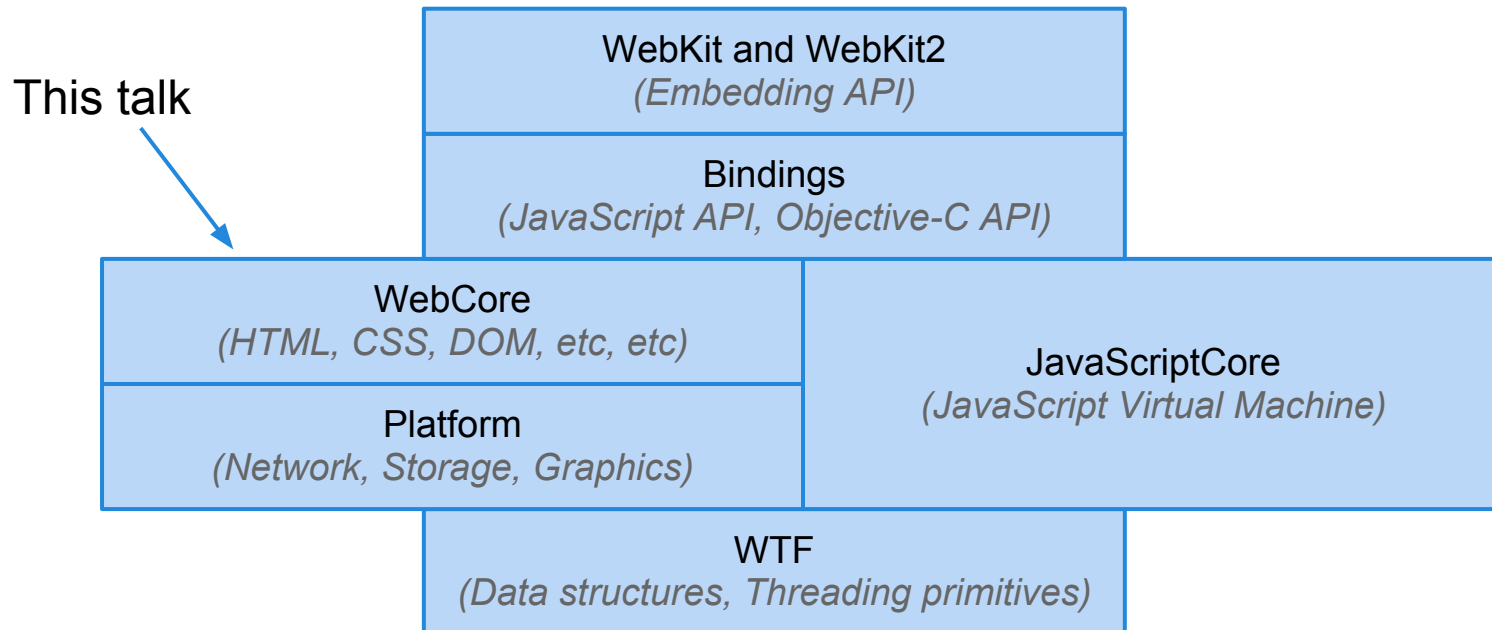 WebKit and WebKit2
(Embedding API)
This talk
Bindings
(JavaScript API, Objective-C API)
WebCore
(HTML, CSS, DOM, etc, etc)
JavaScriptCore
(JavaScript Virtual Machine)
Platform
(Network, Storage, Graphics)
WTF
(Data structures, Threading primitives)